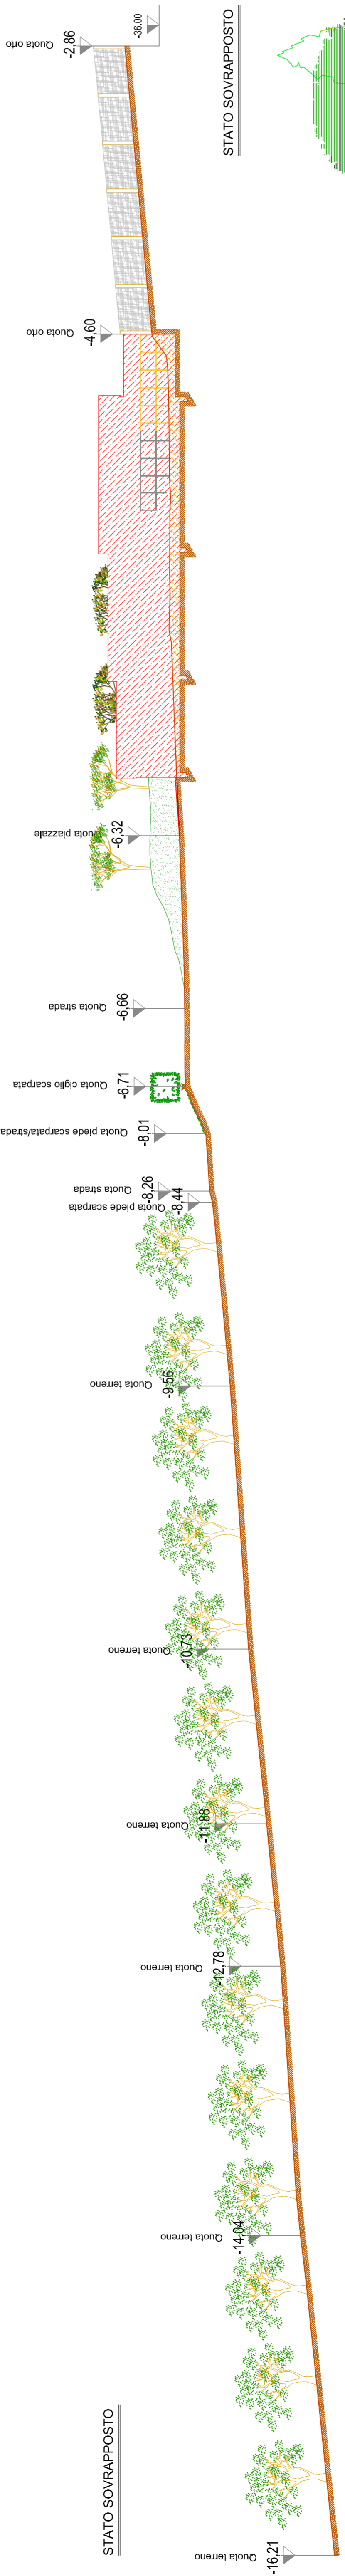 STATO SOVRAPPOSTO
Quota terreno
-16,21
Quota terreno
-14,04
Quota terreno
-12,78
Quota terreno
-11,88
Quota terreno
-10,73
Quota terreno
-9,56
Quota piede scarpata
-8,44
Quota strada
-8,26
Quota piede scarpata/strada
-8,01
Quota ciglio scarpata
-6,71
Quota strada
-6,66
Quota piazzale
-6,32
Quota orto
-4,60
Quota orto
-2,86
-36.00
STATO SOVRAPPOSTO